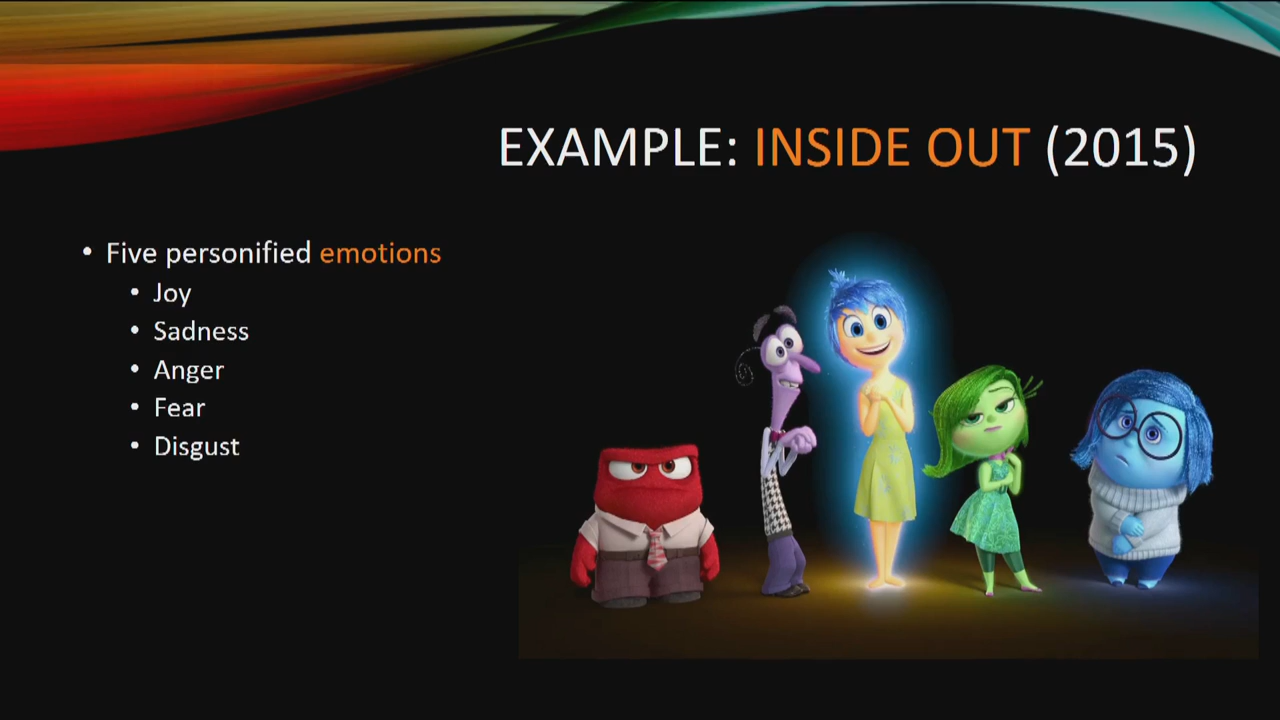 EXAMPLE: INSIDE OUT (2015)
• Five personified emotions
• Joy
• Sadness
• Anger
• Fear
• Disgust